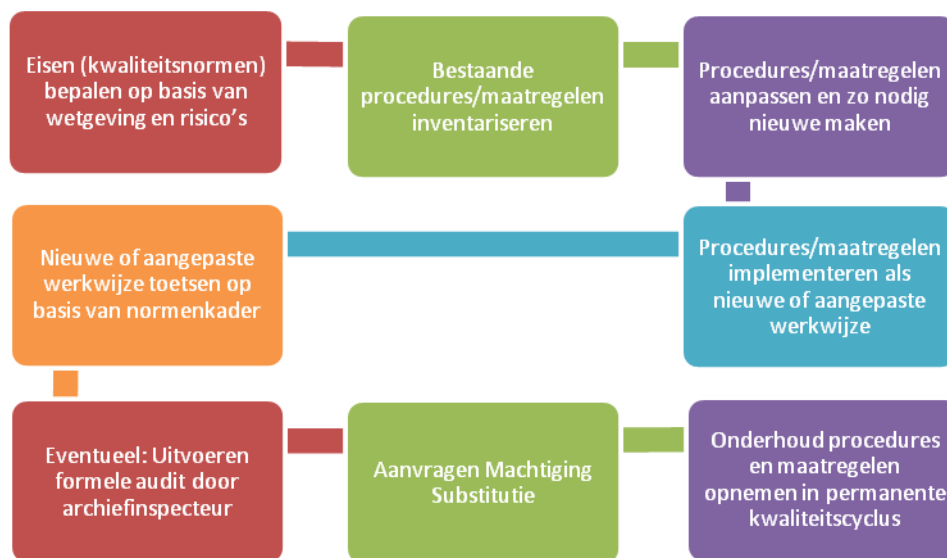 Eisen (kwaliteitsnormen)
bepalen op basis van
wetgeving en risico's
Bestaande
procedures/maatregelen
inventariseren
Procedures/maatregelen
aanpassen en zo nodig
nieuwe maken
Nieuwe of aangepaste
werkwijze toetsen op
basis van normenkader
Procedures/maatregelen
implementeren als
nieuwe of aangepaste
werkwijze
Eventueel: Uitvoeren
formele audit door
archiefinspecteur
Aanvragen Machtiging
Substitutie
Onderhoud procedures
en maatregelen
opnemen in permanente
kwaliteitscyclus